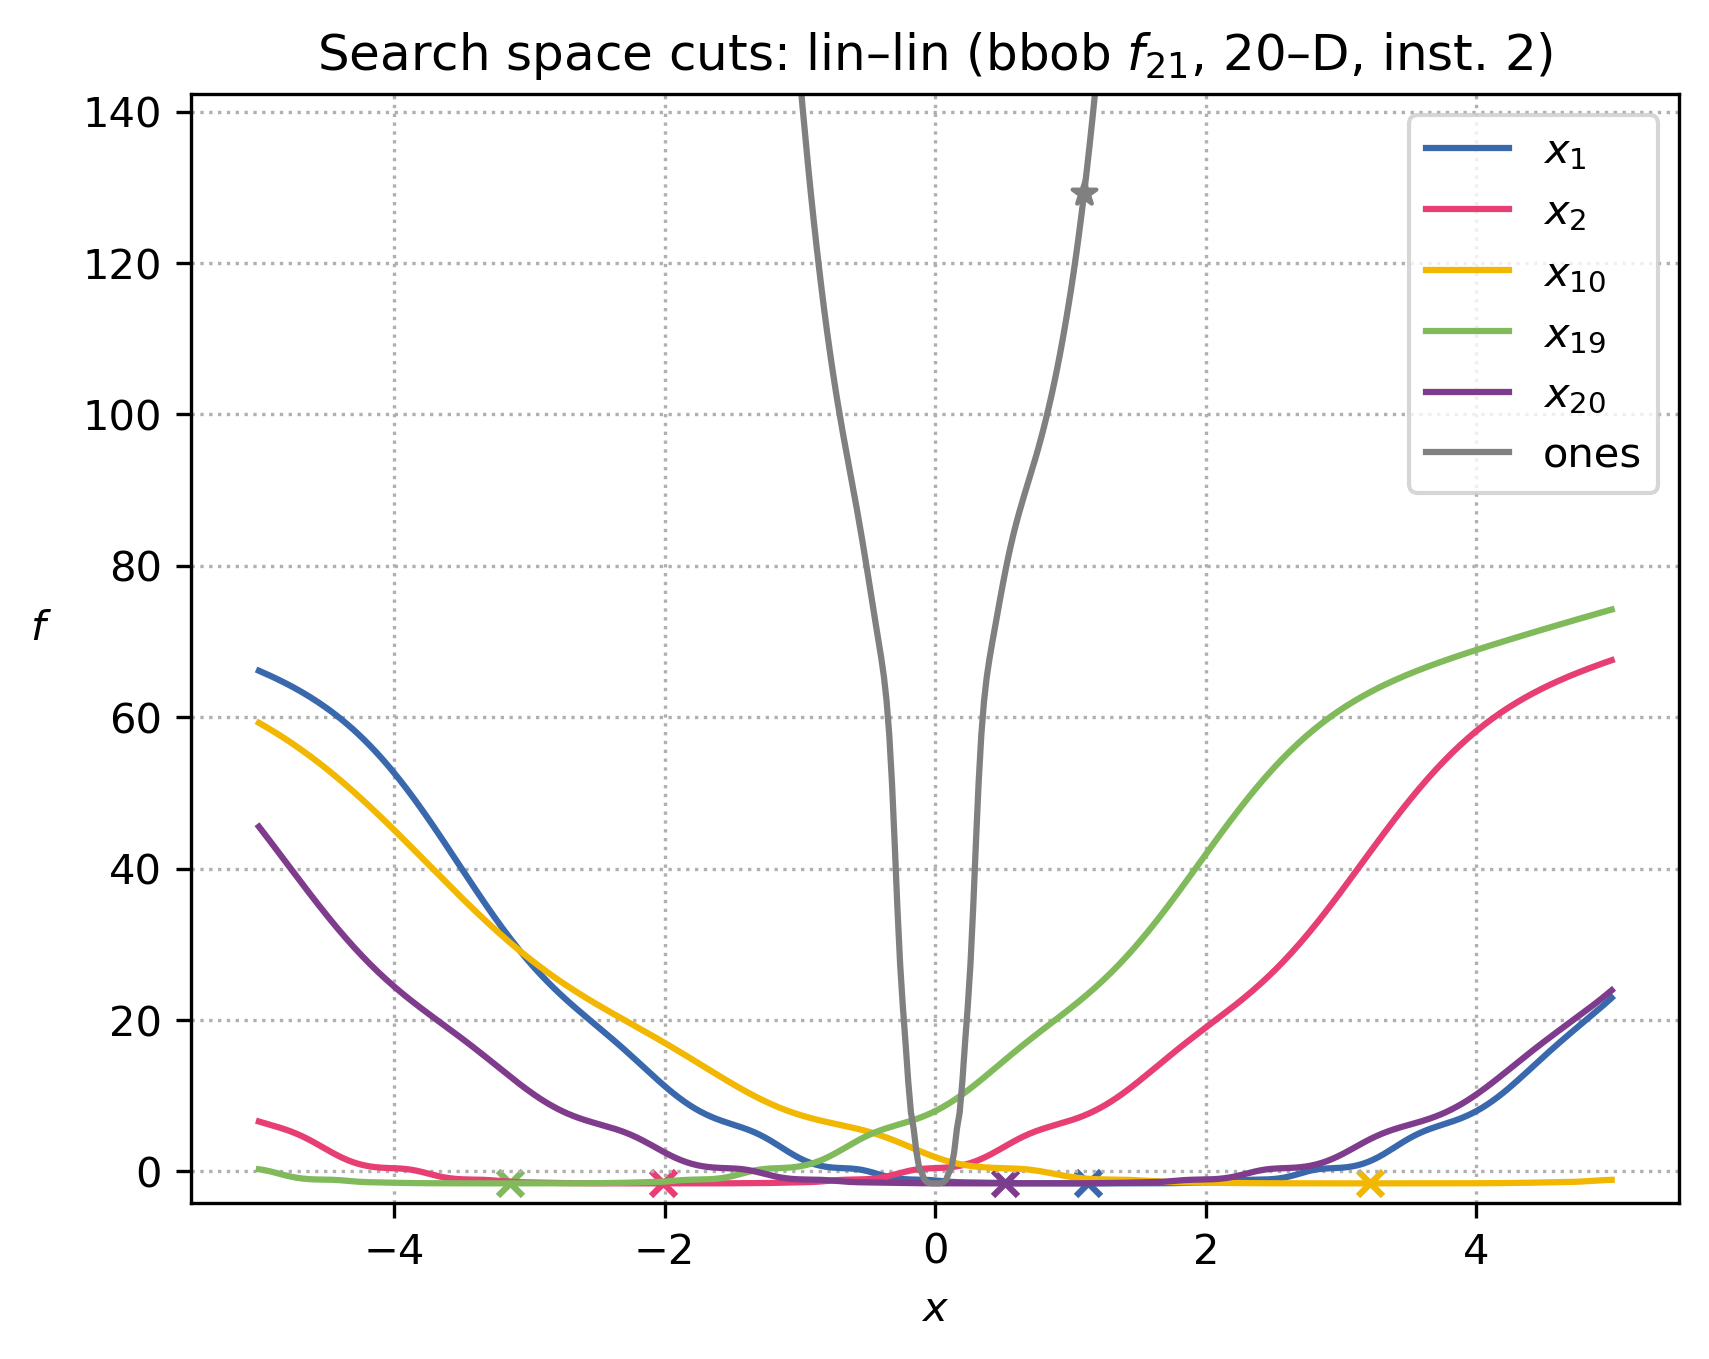 Search space cuts: lin–lin (bbob f₂₁, 20–D, inst. 2)
140
120
100
80
60
40
20
0
f
x₁
x₂
x₁₀
x₁₉
x₂₀
ones
−4 −2 0 2 4
x